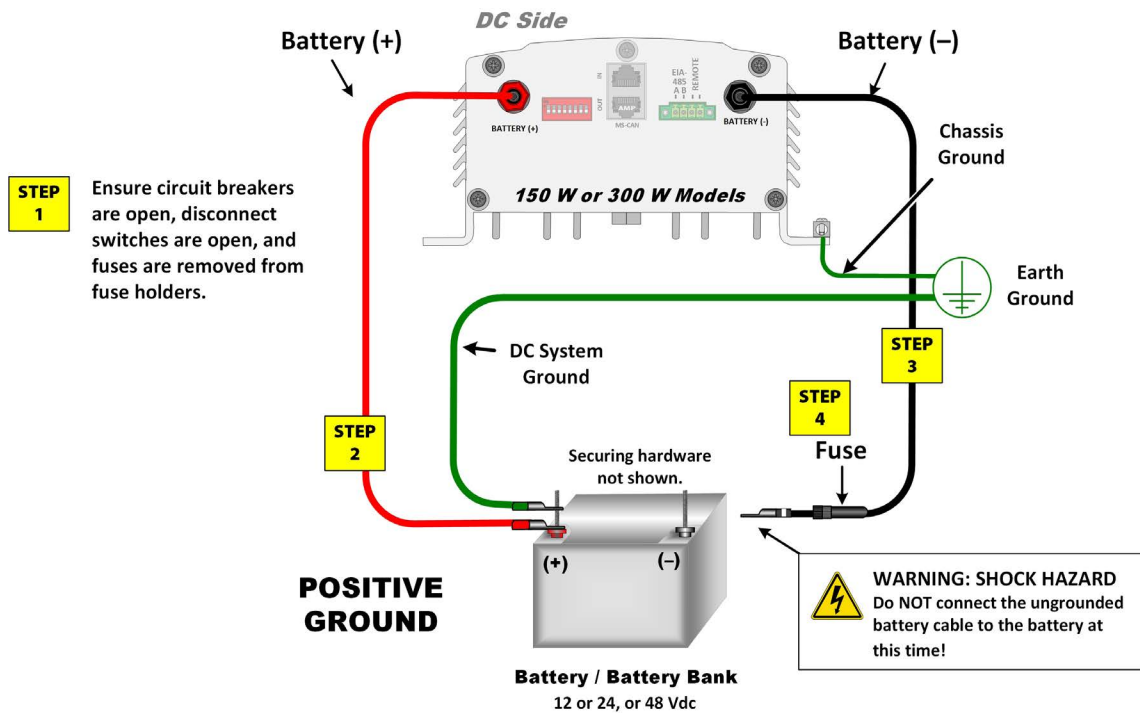 DC Side
Battery (+)
Battery (–)
IN
OUT
EIA-
485
A B
REMOTE
AMP
MS-CAN
BATTERY (+)
BATTERY (-)
150 W or 300 W Models
Chassis
Ground
STEP
1
Ensure circuit breakers
are open, disconnect
switches are open, and
fuses are removed from
fuse holders.
Earth
Ground
DC System
Ground
STEP
3
STEP
4
Fuse
STEP
2
Securing hardware
not shown.
(+)
(–)
POSITIVE
GROUND
WARNING: SHOCK HAZARD
Do NOT connect the ungrounded
battery cable to the battery at
this time!
Battery / Battery Bank
12 or 24, or 48 Vdc